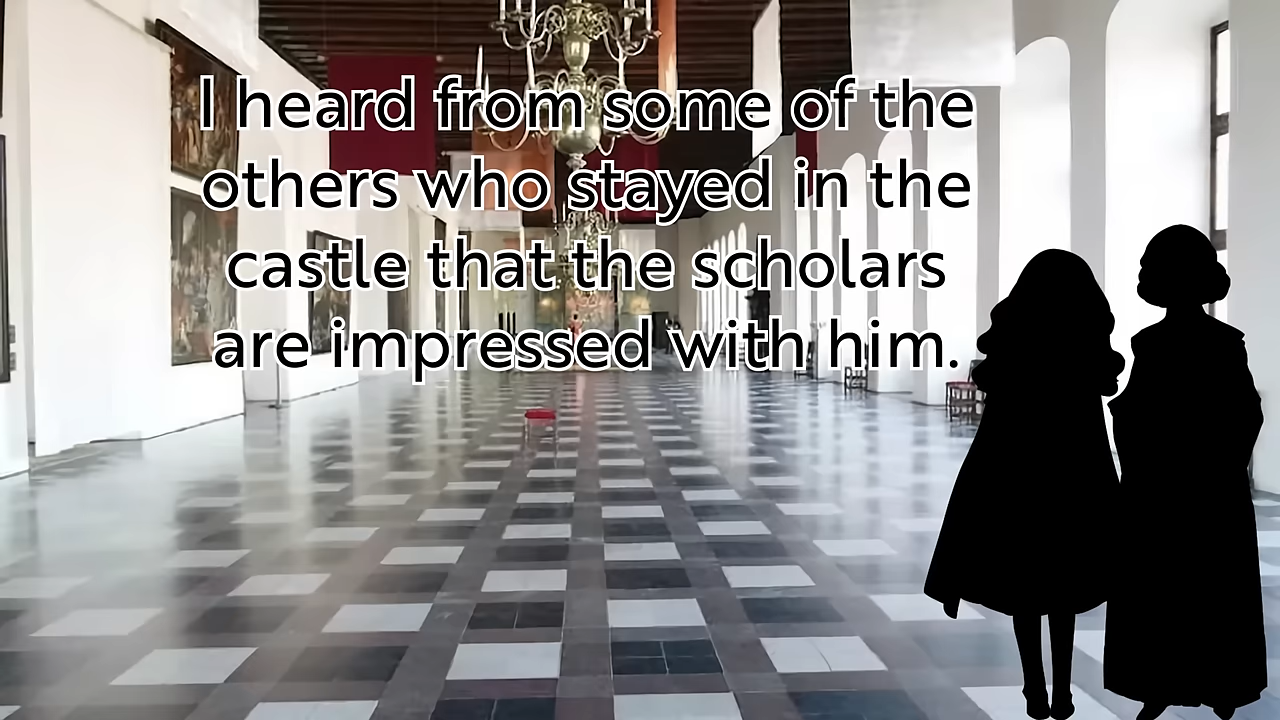 I heard from some of the
others who stayed in the
castle that the scholars
are impressed with him.